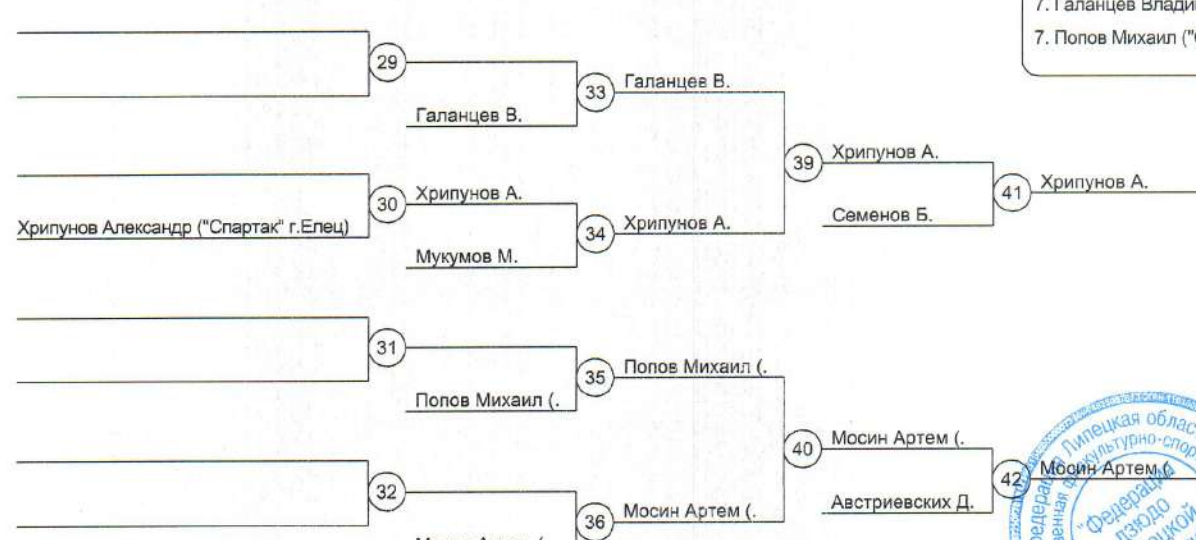 7. Галанцев Влади
7. Попов Михаил ("
29
33
Галанцев В.
Галанцев В.
39
Хрипунов А.
41
Хрипунов А.
30
Хрипунов А.
Хрипунов Александр ("Спартак" г.Елец)
34
Хрипунов А.
Семенов Б.
Мукумов М.
31
35
Попов Михаил (.
Попов Михаил (.
40
Мосин Артем (.
42
Мосин Артем (
32
36
Мосин Артем (.
Австриевских Д.
Липецкая облас
"Федерация
дзюдо